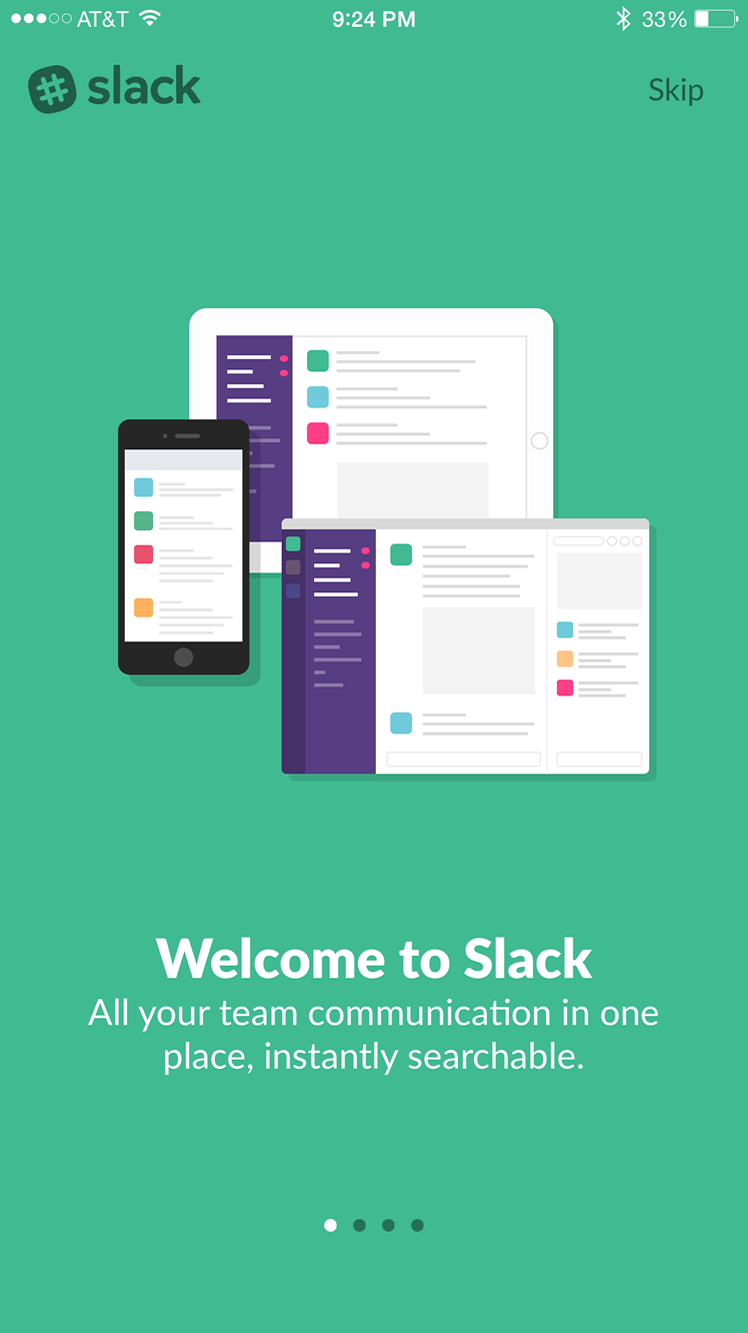 AT&T 9:24 PM 33%
slack Skip
Welcome to Slack
All your team communication in one
place, instantly searchable.